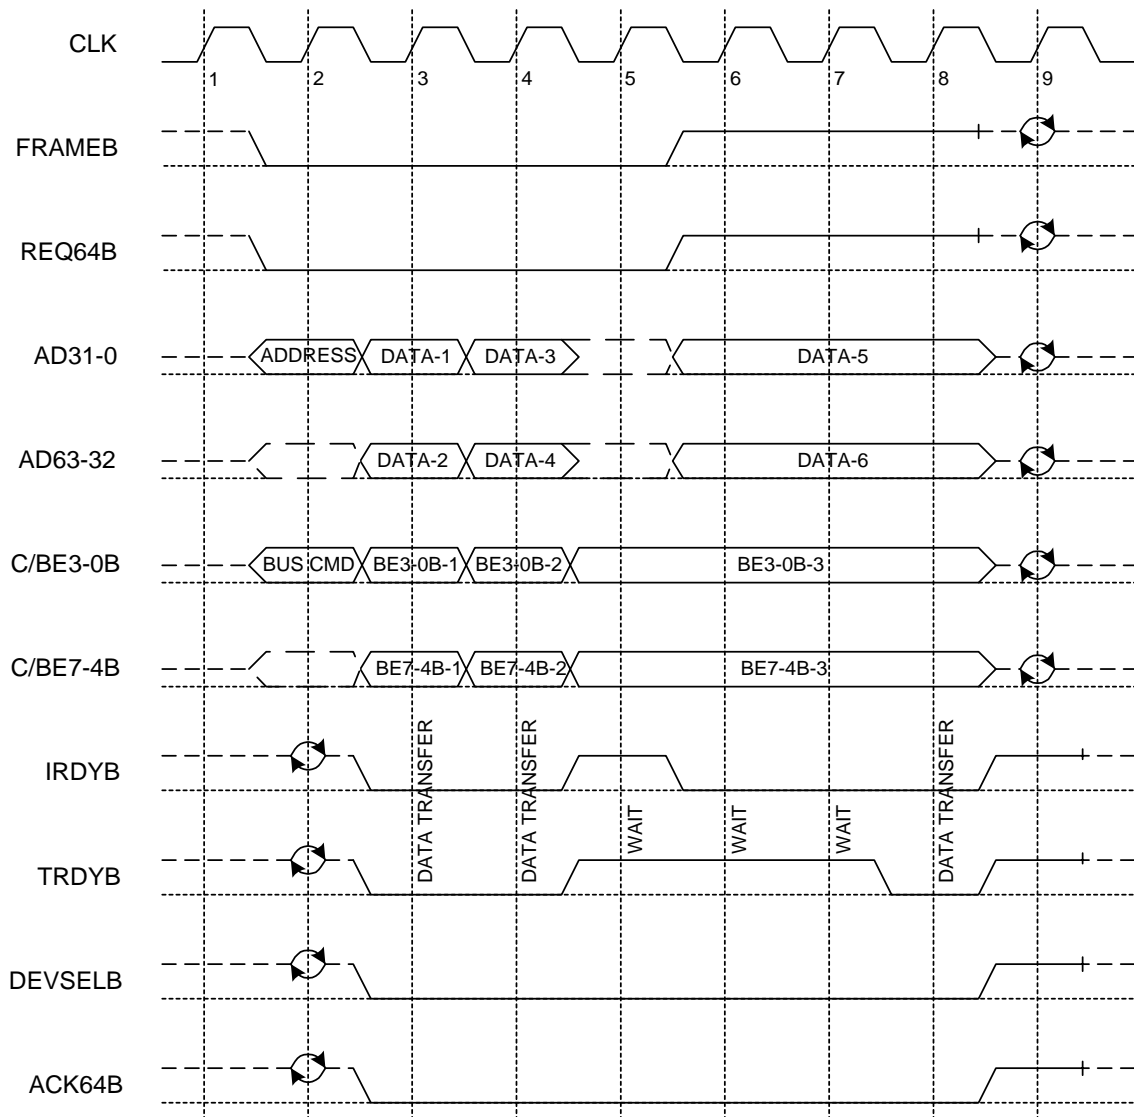 CLK
1 2 3 4 5 6 7 8 9
FRAMEB
REQ64B
AD31-0 ADDRESS DATA-1 DATA-3 DATA-5
AD63-32 DATA-2 DATA-4 DATA-6
C/BE3-0B BUS CMD BE3-0B-1 BE3-0B-2 BE3-0B-3
C/BE7-4B BE7-4B-1 BE7-4B-2 BE7-4B-3
IRDYB
DATA TRANSFER
DATA TRANSFER
WAIT
WAIT
WAIT
DATA TRANSFER
TRDYB
DEVSELB
ACK64B